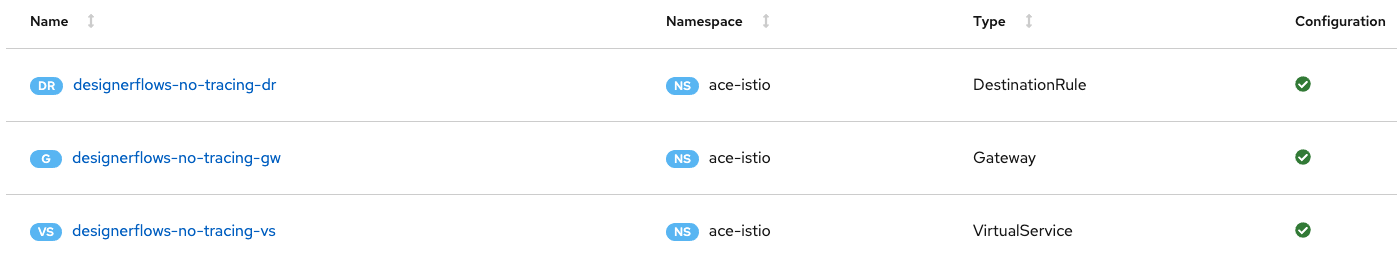 Name Namespace Type Configuration
DR designerflows-no-tracing-dr NS ace-istio DestinationRule
G designerflows-no-tracing-gw NS ace-istio Gateway
VS designerflows-no-tracing-vs NS ace-istio VirtualService